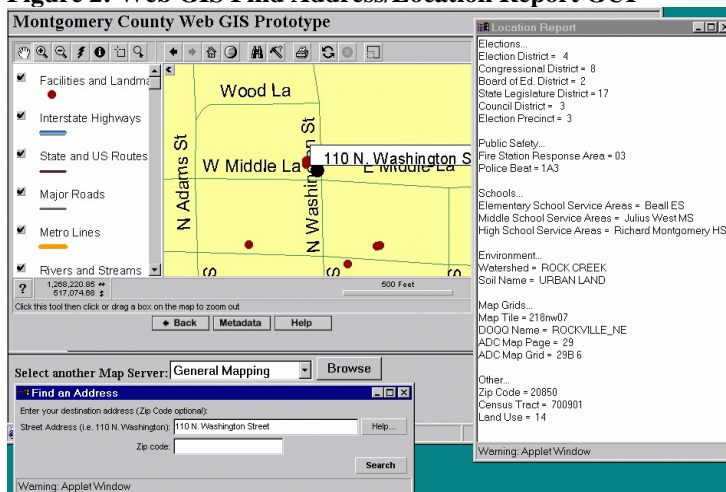 Figure 2: Web GIS Find Address/Location Report GUI
Montgomery County Web GIS Prototype
Facilities and Landma
Interstate Highways
State and US Routes
Major Roads
Metro Lines
Rivers and Streams
Wood La
N Adams St
W Middle La
N Washington St
110 N. Washington S
E Middle La
S
S
S
1,268,220.85
517,074.68
500 Feet
Click this tool then click or drag a box on the map to zoom out
Back
Metadata
Help
Select another Map Server:
General Mapping
Browse
Find an Address
Enter your destination address (Zip Code optional):
Street Address (i.e. 110 N. Washington):
110 N. Washington Street
Help...
Zip code:
Search
Warning: Applet Window
Location Report
Elections...
Election District = 4
Congressional District = 8
Board of Ed. District = 2
State Legislature District = 17
Council District = 3
Election Precinct = 3
Public Safety...
Fire Station Response Area = 03
Police Beat = 1A3
Schools...
Elementary School Service Areas = Beall ES
Middle School Service Areas = Julius West MS
High School Service Areas = Richard Montgomery HS
Environment...
Watershed = ROCK CREEK
Soil Name = URBAN LAND
Map Grids...
Map Tile = 218nw07
DOQQ Name = ROCKVILLE_NE
ADC Map Page = 29
ADC Map Grid = 29B 6
Other...
Zip Code = 20850
Census Tract = 700901
Land Use = 14
Warning: Applet Window